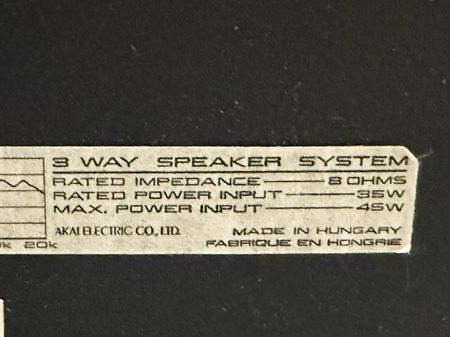 3 WAY SPEAKER SYSTEM
RATED IMPEDANCE 8 OHMS
RATED POWER INPUT 35W
MAX. POWER INPUT 45W
AKAI ELECTRIC CO., LTD.
MADE IN HUNGARY
FABRIQUE EN HONGRIE
20k